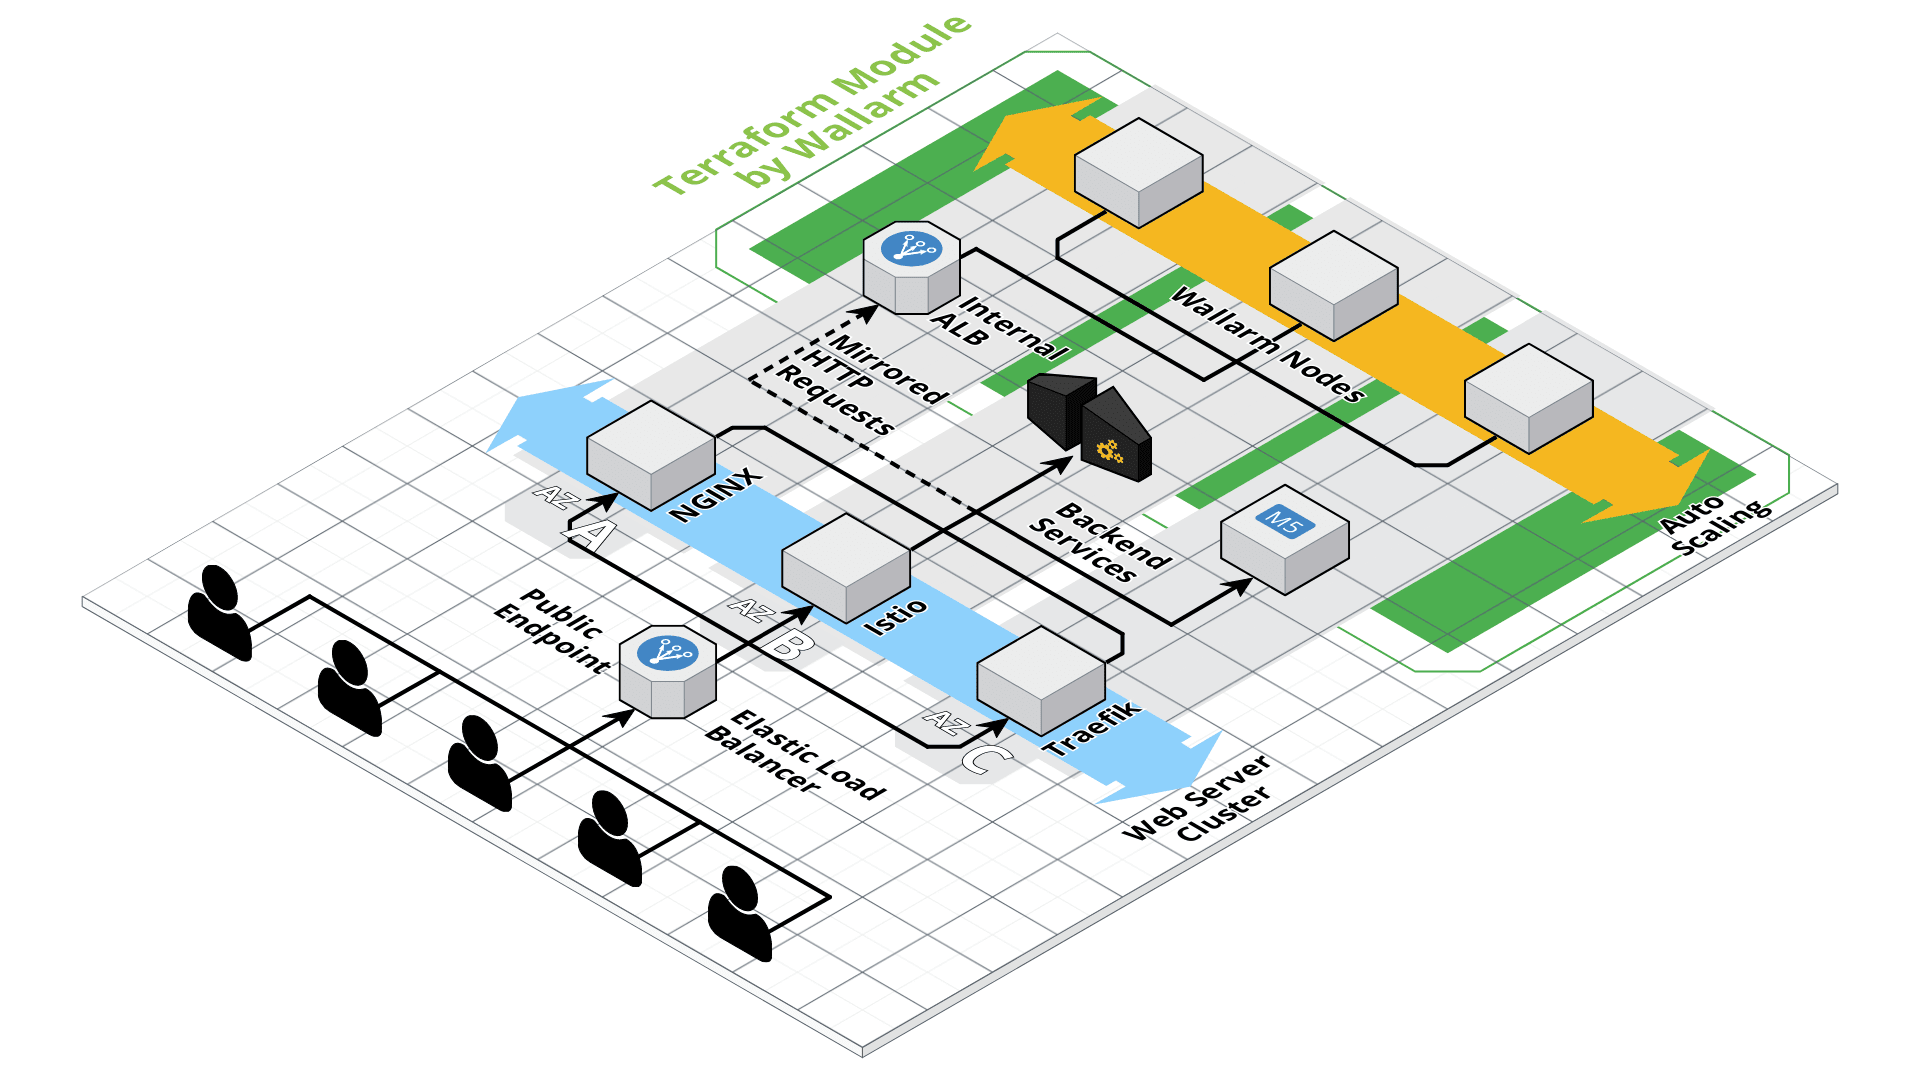 Terraform Module
by Wallarm
Internal
ALB
Wallarm Nodes
Mirrored
HTTP
Requests
NGINX
AZ
A
Backend
Services
M5
Auto
Scaling
Public
Endpoint
AZ
B
Istio
Elastic Load
Balancer
AZ
C
Traefik
Web Server
Cluster